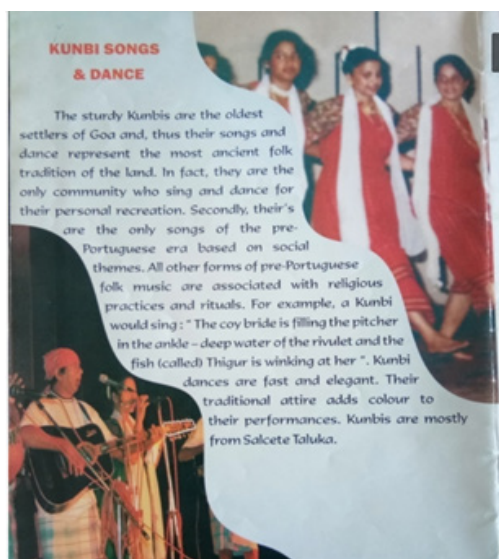 KUNBI SONGS
& DANCE
The sturdy Kunbis are the oldest
settlers of Goa and, thus their songs and
dance represent the most ancient folk
tradition of the land. In fact, they are the
only community who sing and dance for
their personal recreation. Secondly, their's
are the only songs of the pre-
Portuguese era based on social
themes. All other forms of pre-Portuguese
folk music are associated with religious
practices and rituals. For example, a Kunbi
would sing : " The coy bride is filling the pitcher
in the ankle – deep water of the rivulet and the
fish (called) Thigur is winking at her ". Kunbi
dances are fast and elegant. Their
traditional attire adds colour to
their performances. Kunbis are mostly
from Salcete Taluka.